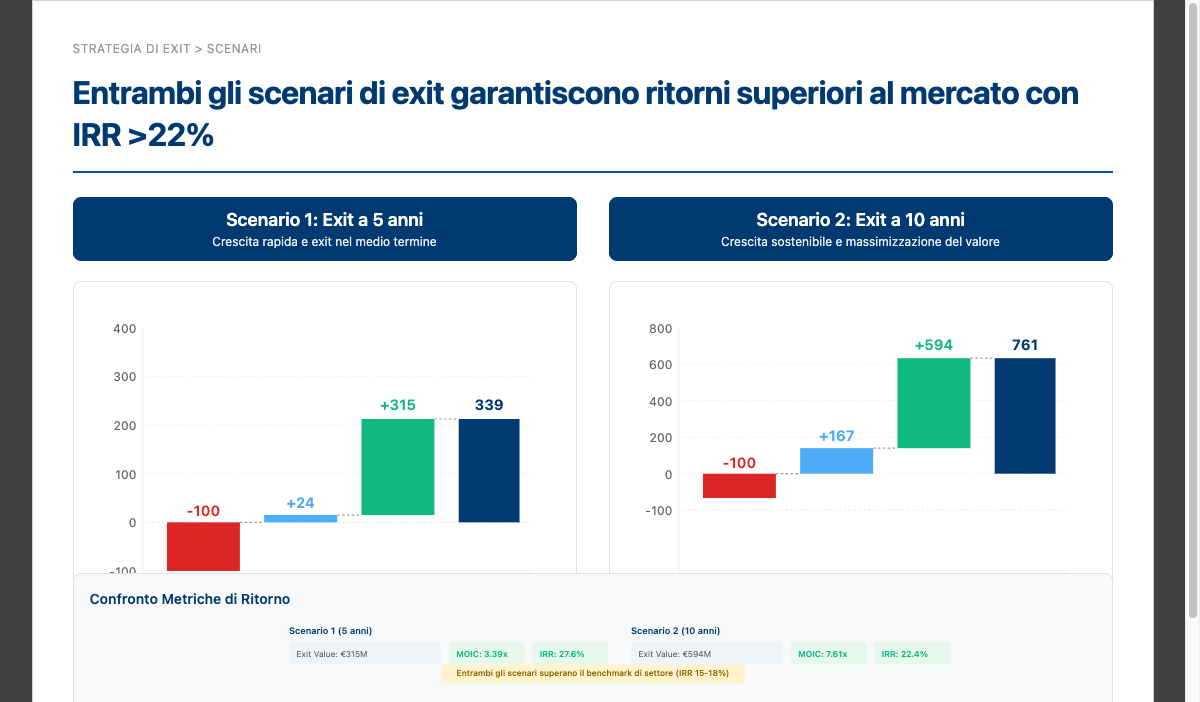 STRATEGIA DI EXIT > SCENARI
Entrambi gli scenari di exit garantiscono ritorni superiori al mercato con
IRR >22%
Scenario 1: Exit a 5 anni
Crescita rapida e exit nel medio termine
Scenario 2: Exit a 10 anni
Crescita sostenibile e massimizzazione del valore
400
300
200
100
0
-100
-100
+24
+315
339
800
600
400
200
0
-100
-100
+167
+594
761
Confronto Metriche di Ritorno
Scenario 1 (5 anni)
Exit Value: €315M
MOIC: 3.39x
IRR: 27.6%
Scenario 2 (10 anni)
Exit Value: €594M
MOIC: 7.61x
IRR: 22.4%
Entrambi gli scenari superano il benchmark di settore (IRR 15-18%)